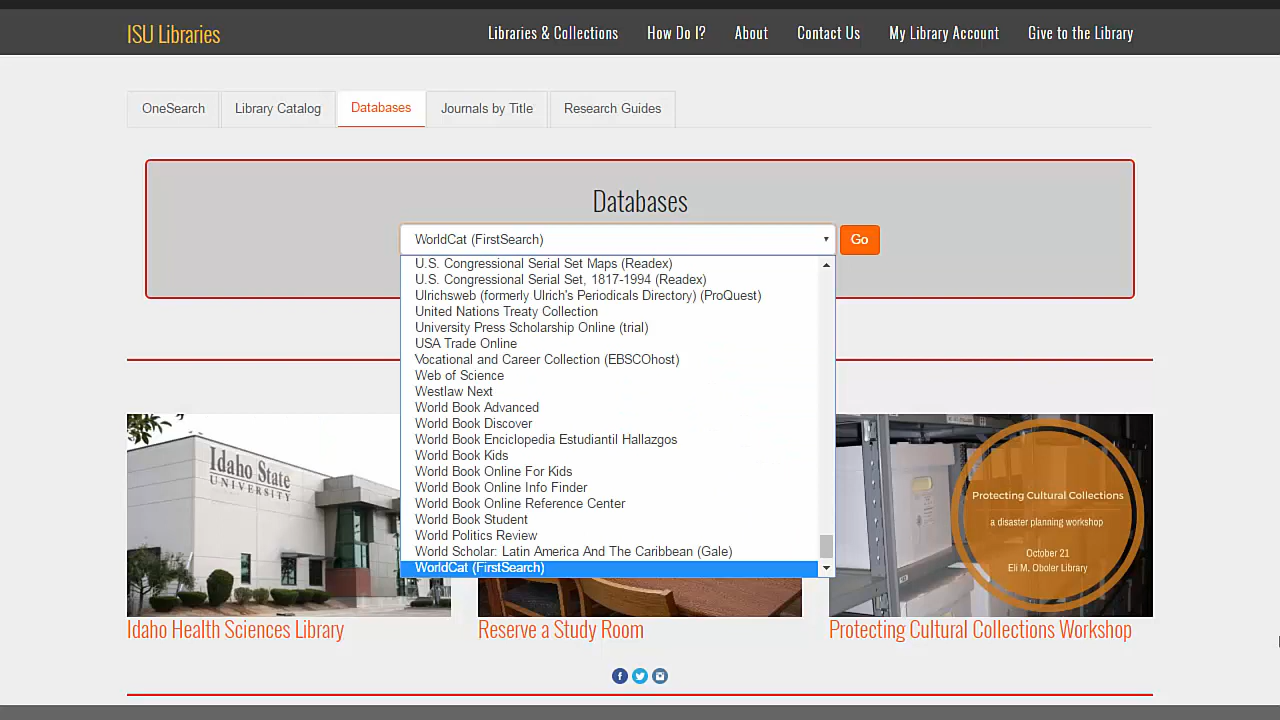 ISU Libraries
Libraries & Collections
How Do I?
About
Contact Us
My Library Account
Give to the Library
OneSearch
Library Catalog
Databases
Journals by Title
Research Guides
Databases
WorldCat (FirstSearch)
Go
U.S. Congressional Serial Set Maps (Readex)
U.S. Congressional Serial Set, 1817-1994 (Readex)
Ulrichsweb (formerly Ulrich's Periodicals Directory) (ProQuest)
United Nations Treaty Collection
University Press Scholarship Online (trial)
USA Trade Online
Vocational and Career Collection (EBSCOhost)
Web of Science
Westlaw Next
World Book Advanced
World Book Discover
World Book Enciclopedia Estudiantil Hallazgos
World Book Kids
World Book Online For Kids
World Book Online Info Finder
World Book Online Reference Center
World Book Student
World Politics Review
World Scholar: Latin America And The Caribbean (Gale)
WorldCat (FirstSearch)
Idaho State
UNIVERSITY
Protecting Cultural Collections
a disaster planning workshop
October 21
Eli M. Oboler Library
Idaho Health Sciences Library
Reserve a Study Room
Protecting Cultural Collections Workshop